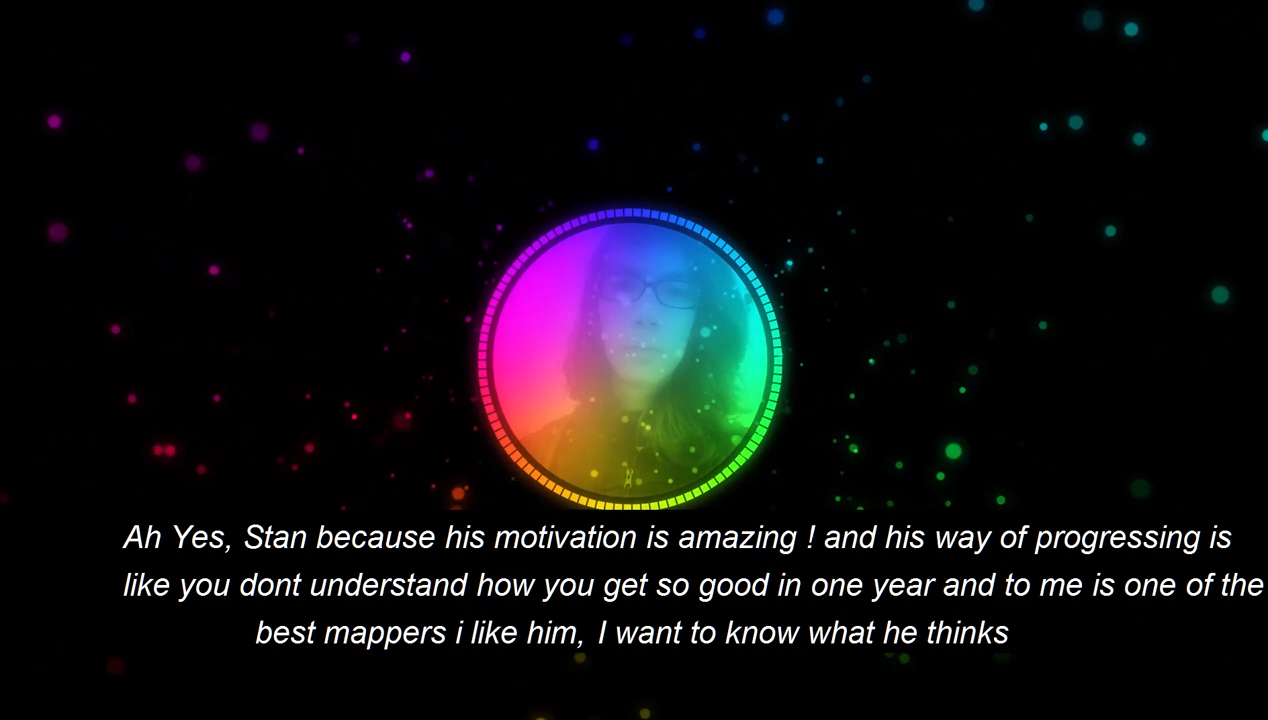 Ah Yes, Stan because his motivation is amazing ! and his way of progressing is
like you dont understand how you get so good in one year and to me is one of the
best mappers i like him, I want to know what he thinks